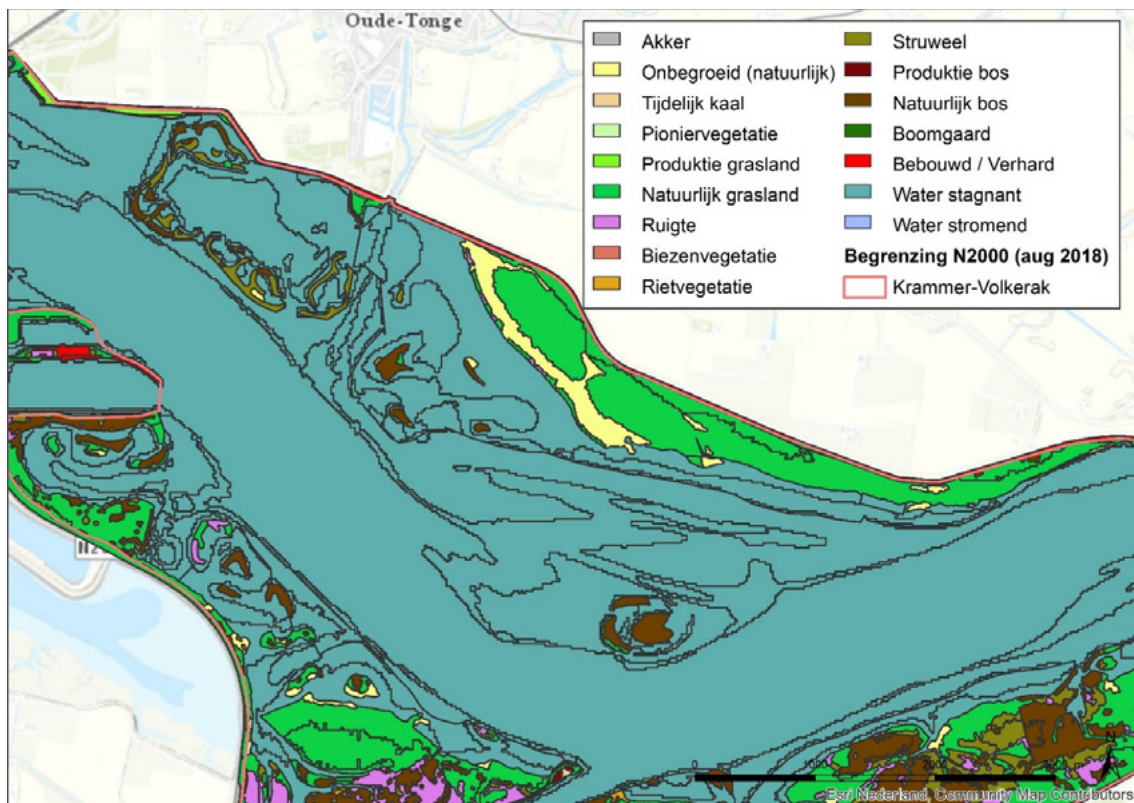 Oude-Tonge
Akker
Onbegroeid (natuurlijk)
Tijdelijk kaal
Pioniervegetatie
Produktie grasland
Natuurlijk grasland
Ruigte
Biezenvegetatie
Rietvegetatie
Struweel
Produktie bos
Natuurlijk bos
Boomgaard
Bebouwd / Verhard
Water stagnant
Water stromend
Begrenzing N2000 (aug 2018)
Krammer-Volkerak
N
0
Esri Nederland, Community Map Contributors